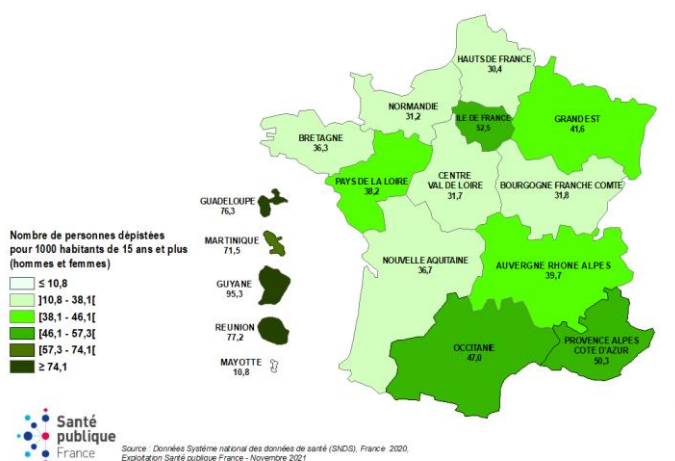 HAUTS DE FRANCE
30,4
NORMANDIE
31,2
ILE DE FRANCE
52,5
GRAND EST
41,6
BRETAGNE
36,3
PAYS DE LA LOIRE
38,2
CENTRE
VAL DE LOIRE
31,7
BOURGOGNE FRANCHE COMTE
31,8
GUADELOUPE
76,3
MARTINIQUE
71,5
GUYANE
95,3
REUNION
77,2
MAYOTTE
10,8
NOUVELLE AQUITAINE
36,7
AUVERGNE RHONE ALPES
39,7
OCCITANIE
47,0
PROVENCE ALPES
COTE D'AZUR
50,3
Nombre de personnes dépistées
pour 1000 habitants de 15 ans et plus
(hommes et femmes)
≤ 10,8
]10,8 - 38,1[
[38,1 - 46,1[
[46,1 - 57,3[
[57,3 - 74,1[
≥ 74,1
Santé
publique
France
Source : Données Système national des données de santé (SNDS), France 2020,
Exploitation Santé publique France - Novembre 2021